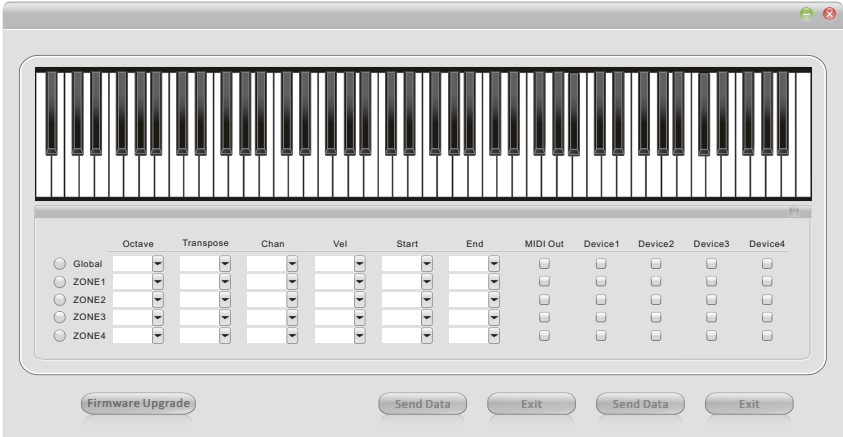 Octave Transpose Chan Vel Start End MIDI Out Device1 Device2 Device3 Device4
Global
ZONE1
ZONE2
ZONE3
ZONE4
Firmware Upgrade Send Data Exit Send Data Exit